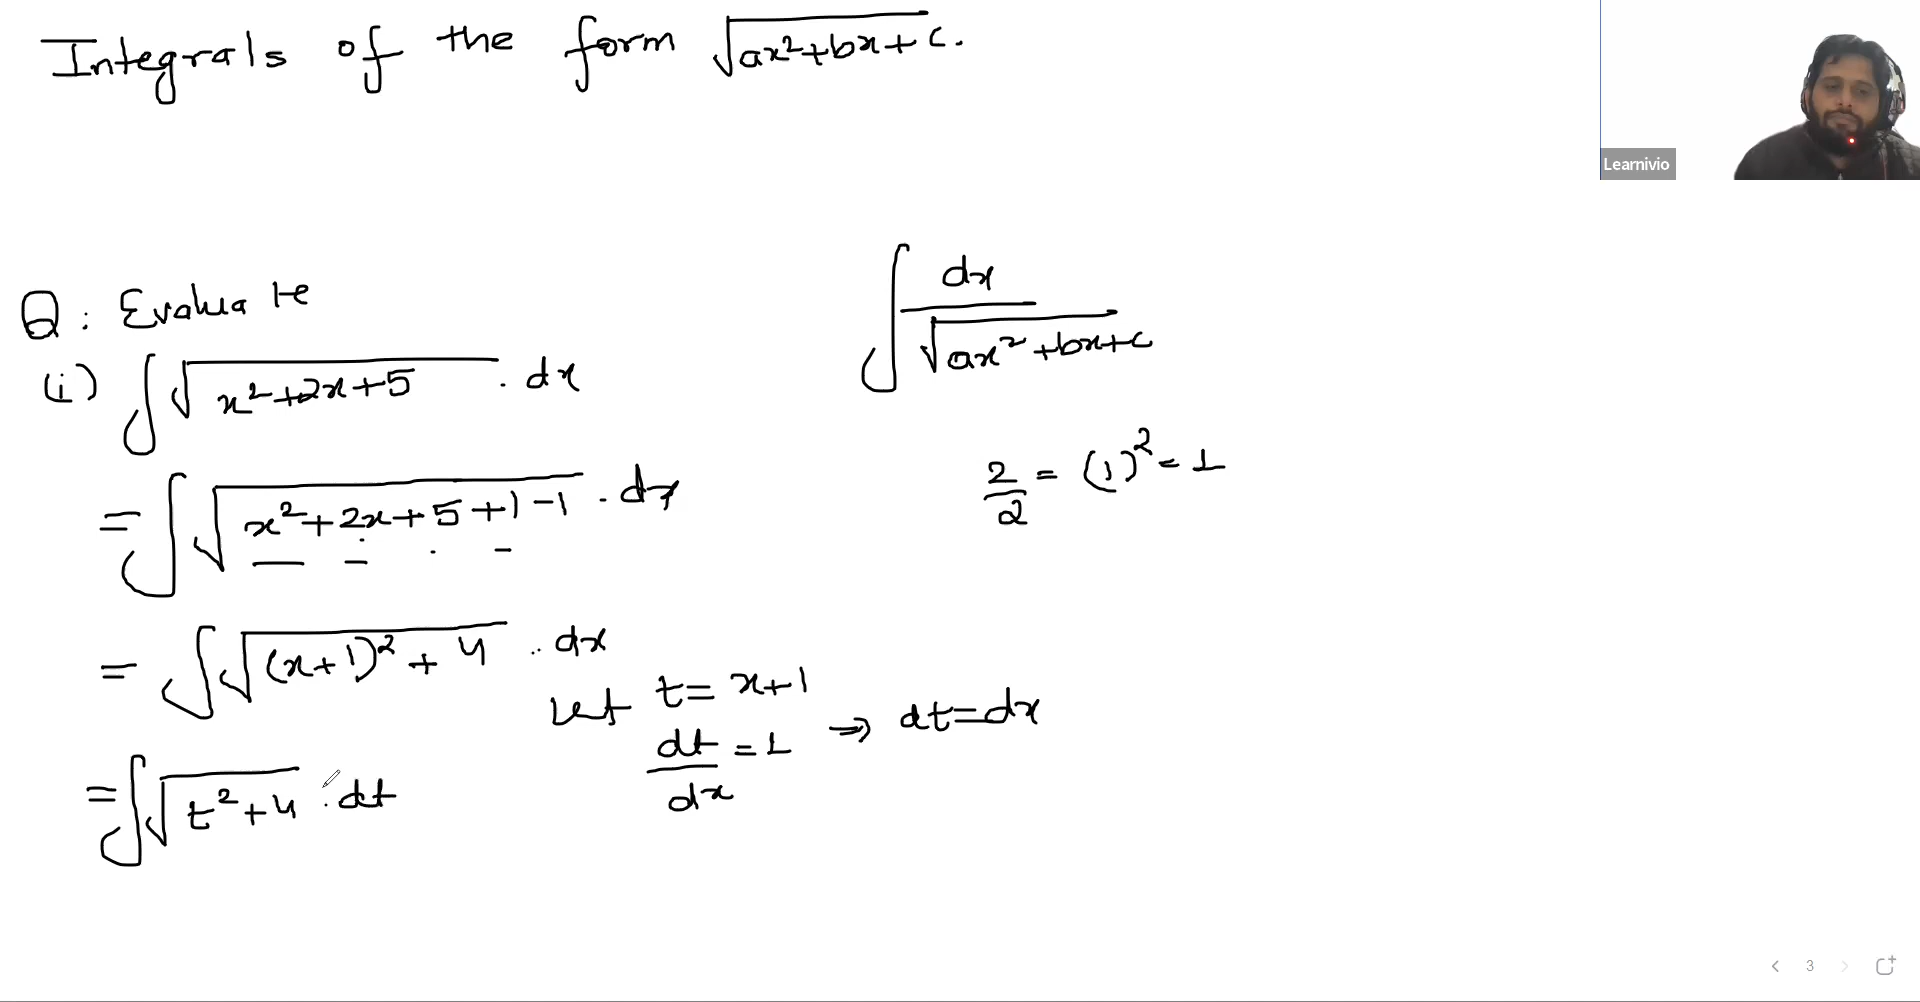 Integrals of the form √(ax²+bx+c).
Learnivio
Q: Evaluate
(i) ∫√(x²+2x+5) . dx
= ∫√(x²+2x+5+1-1) . dx
= ∫√((x+1)²+4) .. dx
Let t = x+1
dt/dx = 1 ⇒ dt=dx
= ∫√(t²+4) . dt
∫ dx/√(ax²+bx+c)
2/2 = (1)² = 1
3